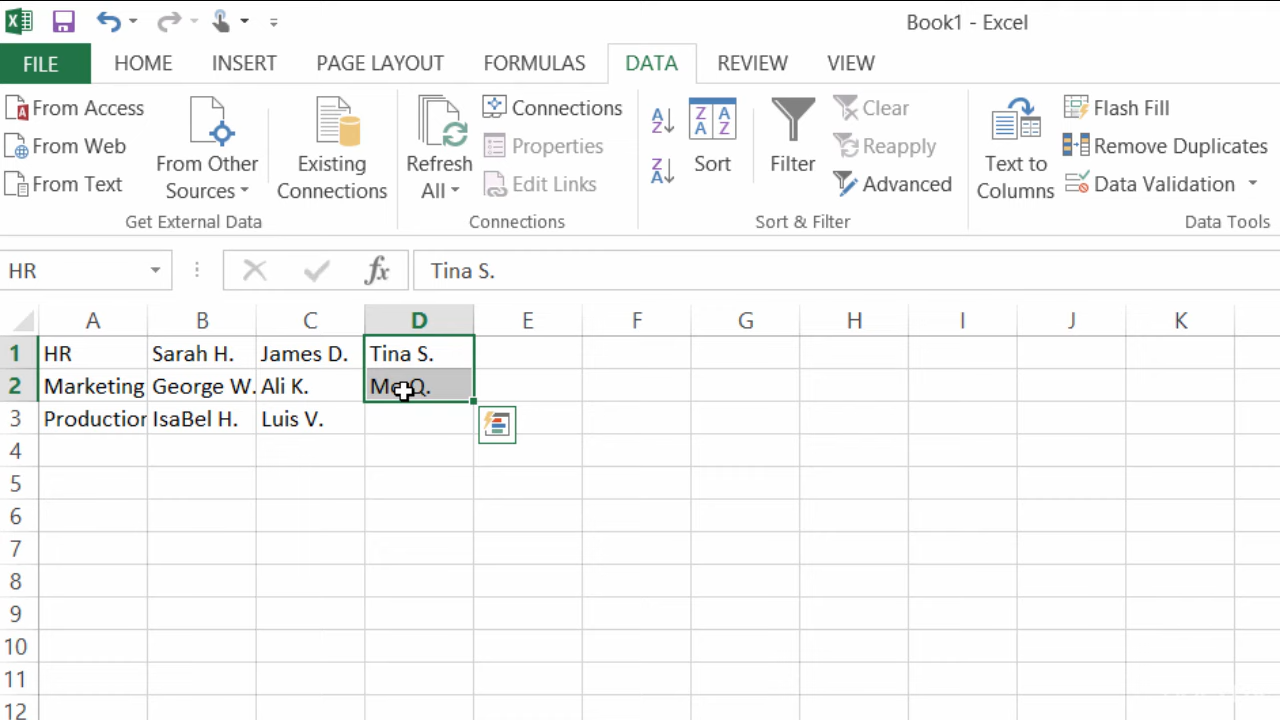 Book1 - Excel
FILE HOME INSERT PAGE LAYOUT FORMULAS DATA REVIEW VIEW
From Access
From Web
From Text
From Other
Sources
Existing
Connections
Get External Data
Refresh
All
Connections
Properties
Edit Links
Connections
Sort
Filter
Clear
Reapply
Advanced
Sort & Filter
Text to
Columns
Flash Fill
Remove Duplicates
Data Validation
Data Tools
HR fx Tina S.
A B C D E F G H I J K
1 HR Sarah H. James D. Tina S.
2 Marketing George W. Ali K. Q.
3 Production IsaBel H. Luis V.
4
5
6
7
8
9
10
11
12